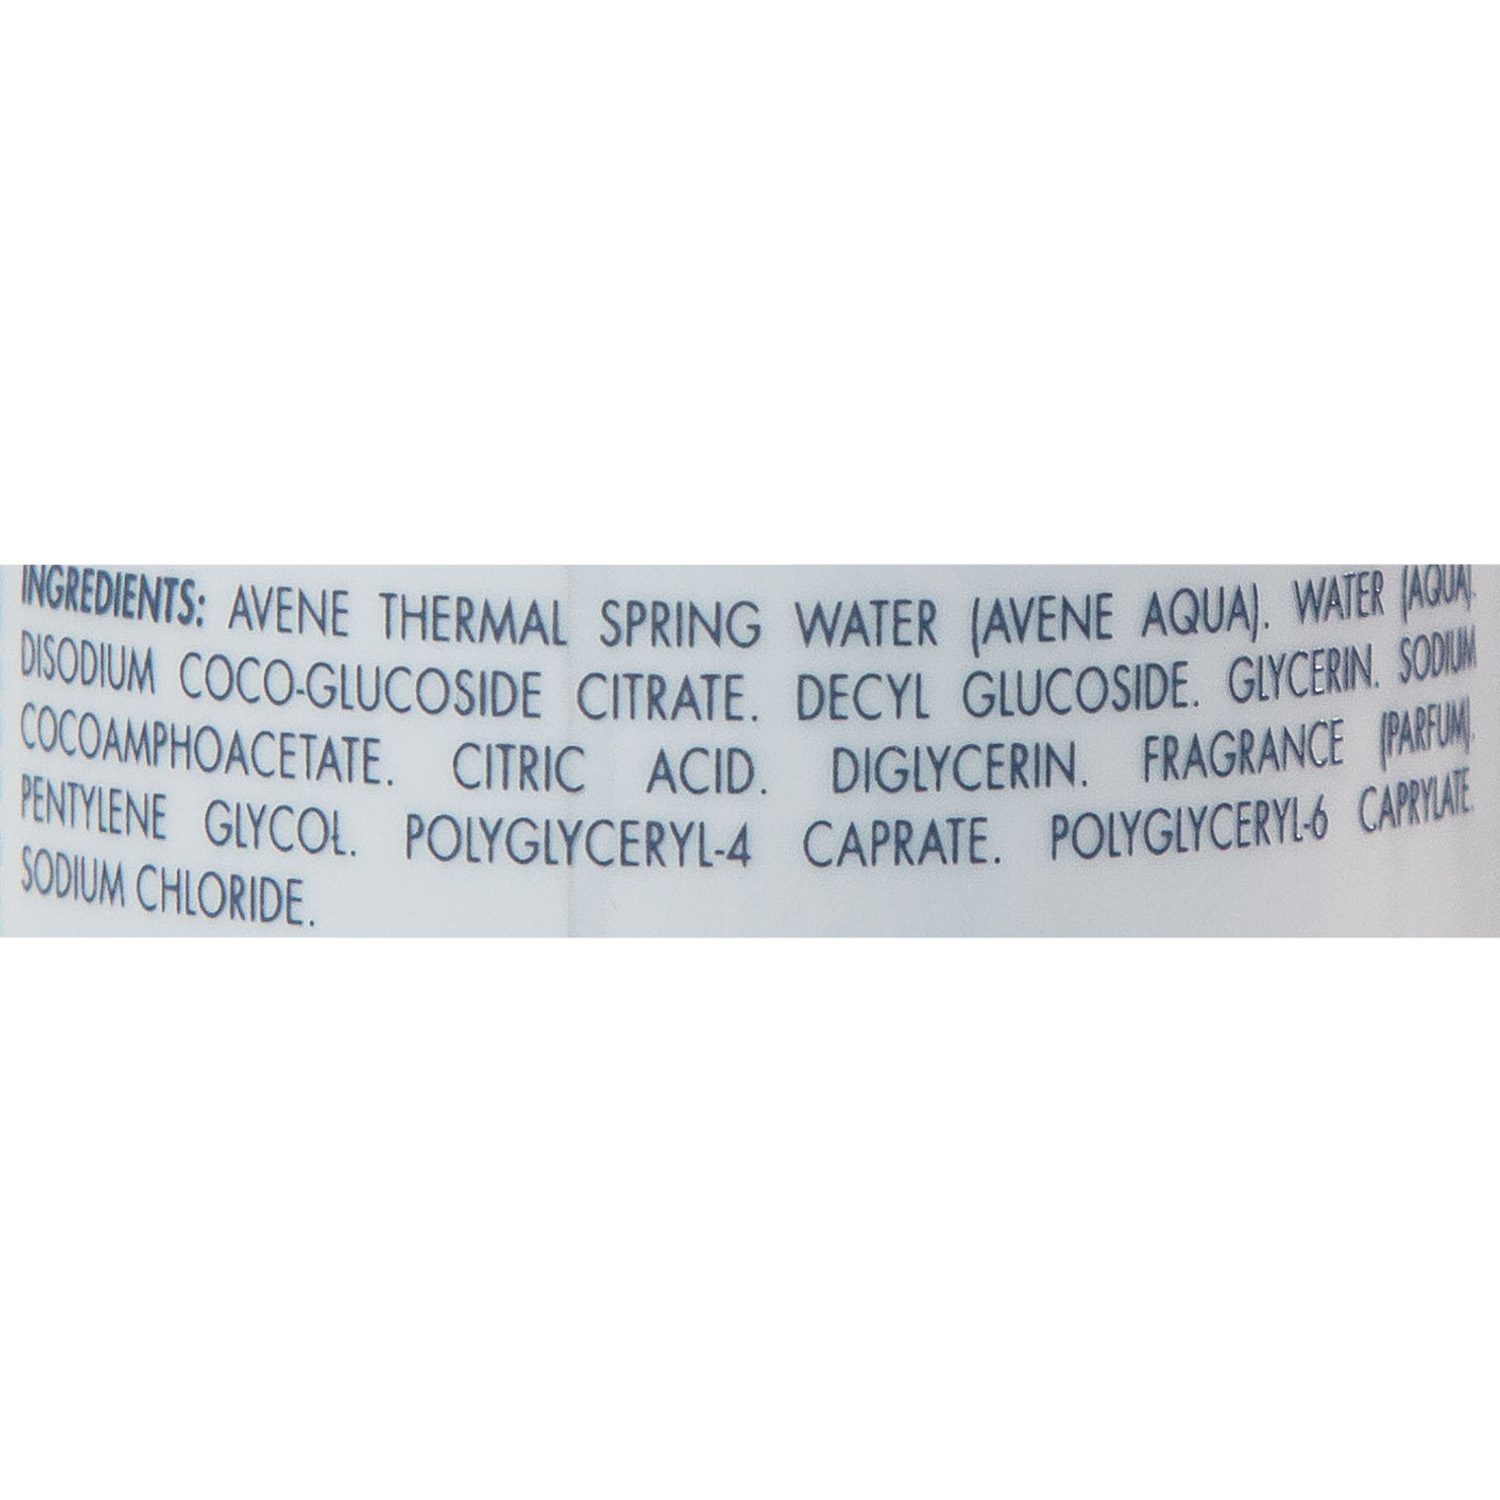 INGREDIENTS: AVENE THERMAL SPRING WATER (AVENE AQUA). WATER (AQUA).
DISODIUM COCO-GLUCOSIDE CITRATE. DECYL GLUCOSIDE. GLYCERIN. SODIUM
COCOAMPHOACETATE. CITRIC ACID. DIGLYCERIN. FRAGRANCE (PARFUM).
PENTYLENE GLYCOL. POLYGLYCERYL-4 CAPRATE. POLYGLYCERYL-6 CAPRYLATE.
SODIUM CHLORIDE.